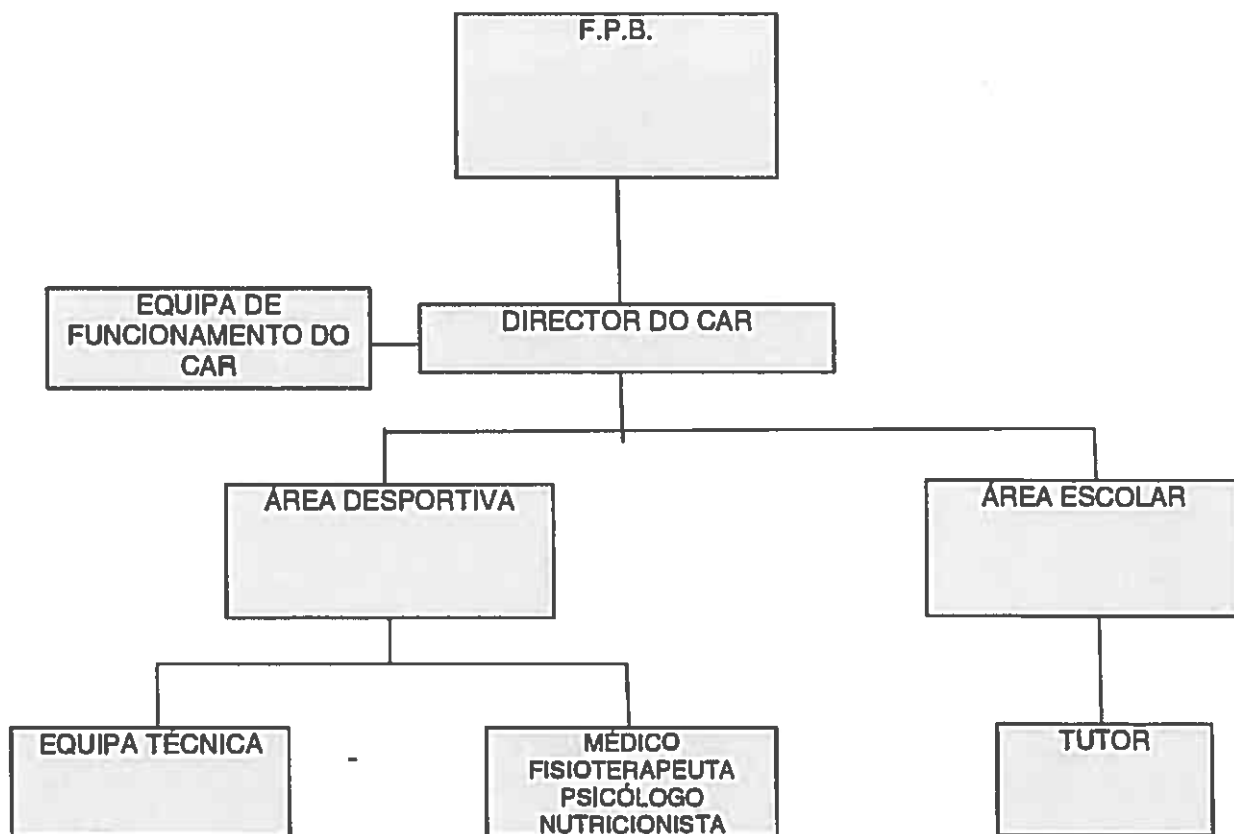 F.P.B.
EQUIPA DE
FUNCIONAMENTO DO
CAR
DIRECTOR DO CAR
ÁREA DESPORTIVA
ÁREA ESCOLAR
EQUIPA TÉCNICA
MÉDICO
FISIOTERAPEUTA
PSICÓLOGO
NUTRICIONISTA
TUTOR